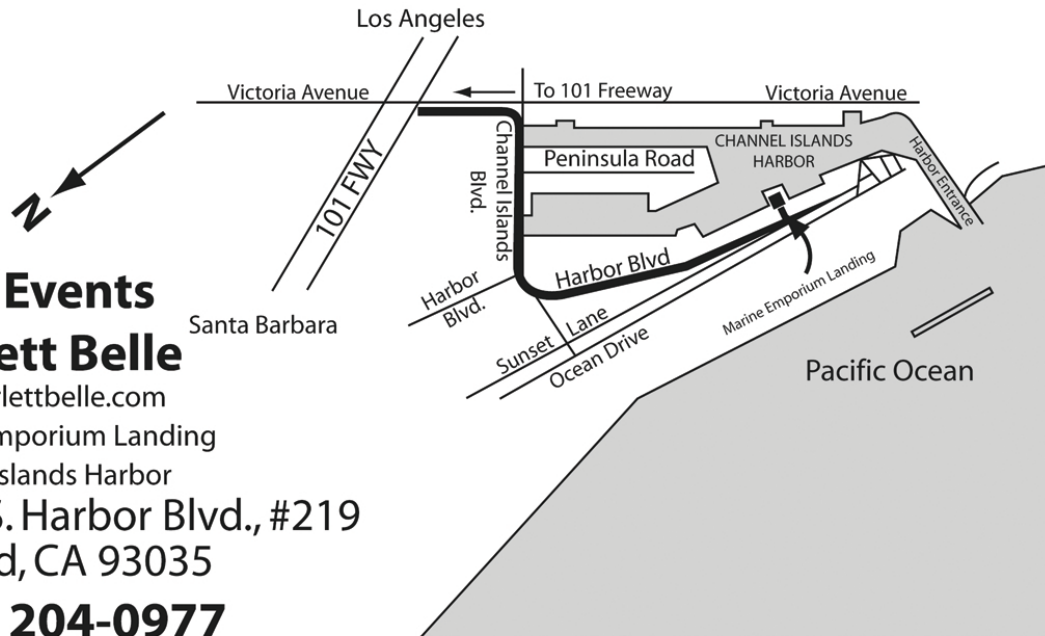 Los Angeles
Victoria Avenue
To 101 Freeway
Victoria Avenue
101 FWY
Channel Islands
Blvd.
Peninsula Road
CHANNEL ISLANDS
HARBOR
Harbor Entrance
N
Harbor
Blvd.
Harbor Blvd
Santa Barbara
Sunset Lane
Ocean Drive
Marine Emporium Landing
Pacific Ocean
Events
ett Belle
lettbelle.com
mporium Landing
slands Harbor
S. Harbor Blvd., #219
d, CA 93035
204-0977